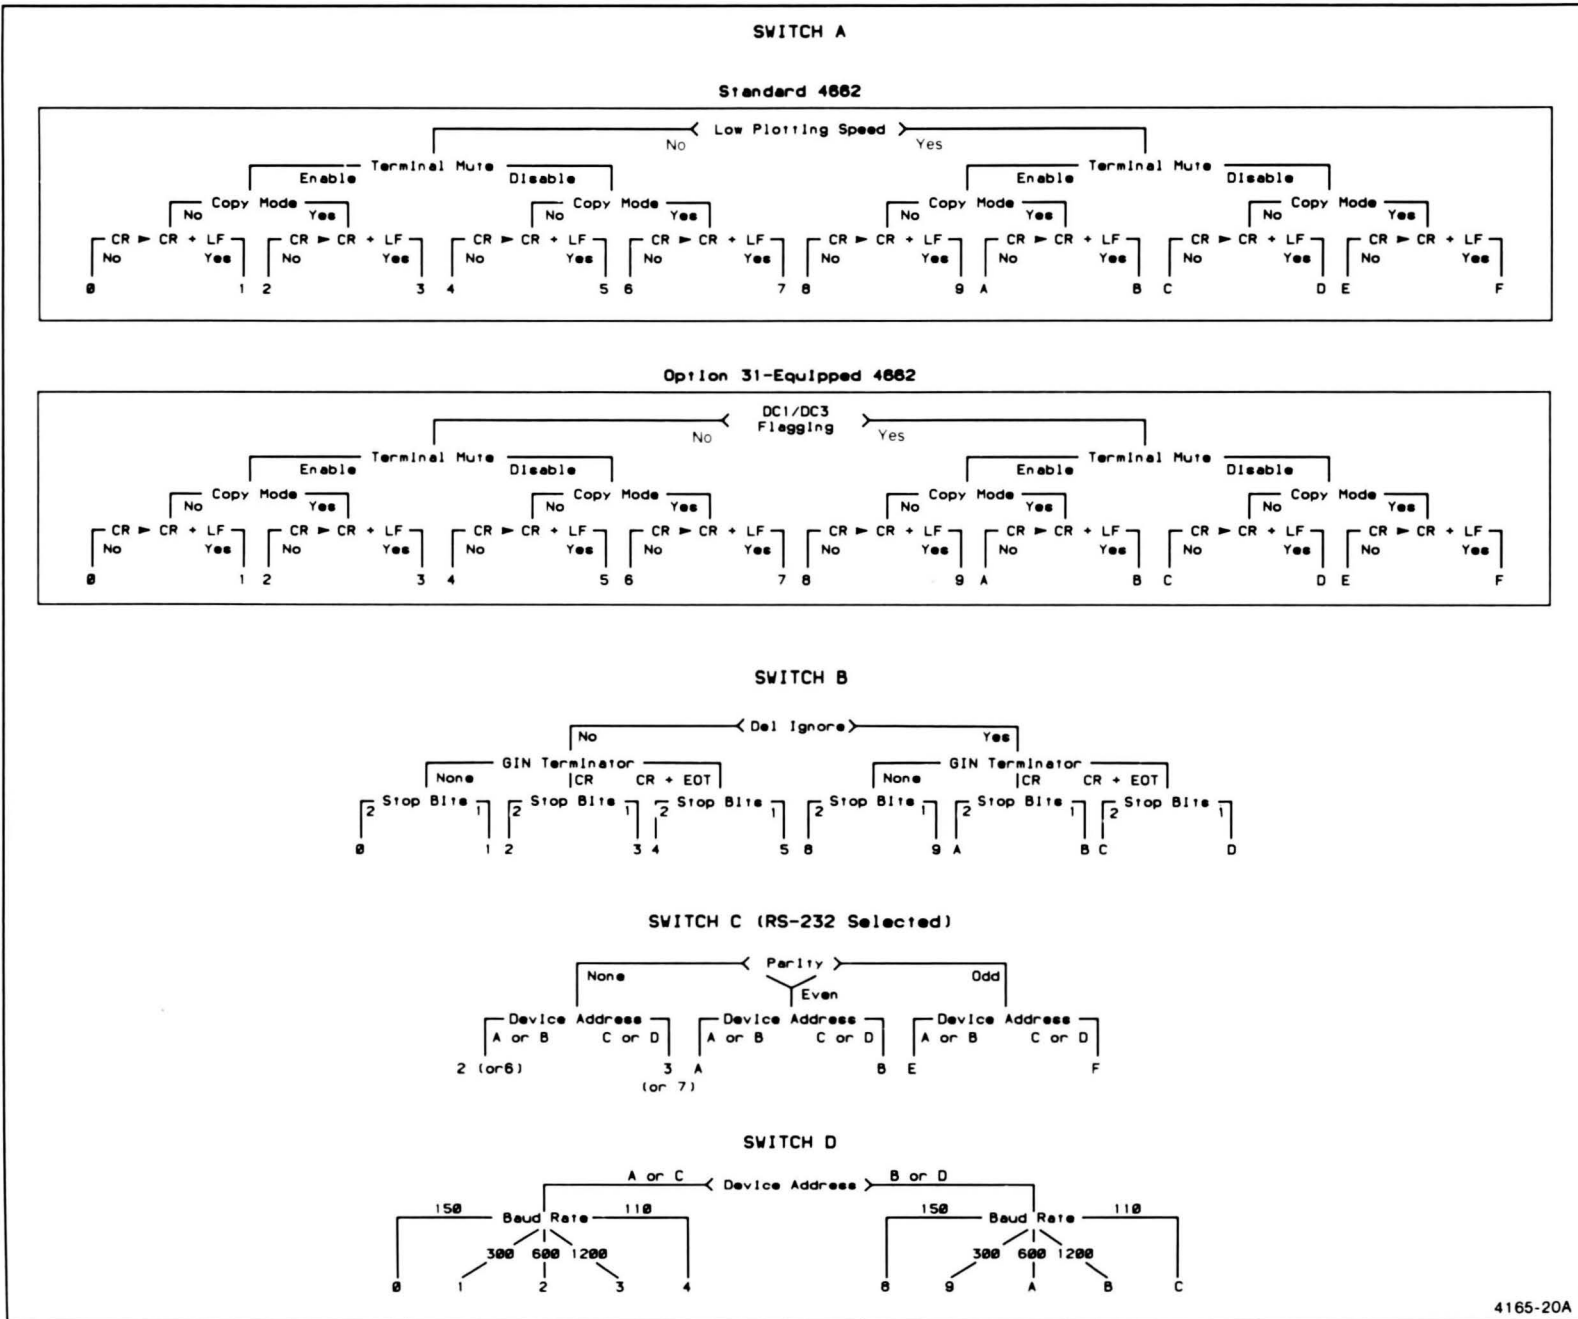 SWITCH A
Standard 4662
Low Plotting Speed
No Yes
Terminal Mute Terminal Mute
Enable Disable Enable Disable
Copy Mode Copy Mode Copy Mode Copy Mode
No Yes No Yes No Yes No Yes
CR ► CR + LF CR ► CR + LF CR ► CR + LF CR ► CR + LF CR ► CR + LF CR ► CR + LF CR ► CR + LF CR ► CR + LF
No Yes No Yes No Yes No Yes No Yes No Yes No Yes No Yes
0 1 2 3 4 5 6 7 8 9 A B C D E F
Option 31-Equipped 4662
DC1/DC3
Flagging
No Yes
Terminal Mute Terminal Mute
Enable Disable Enable Disable
Copy Mode Copy Mode Copy Mode Copy Mode
No Yes No Yes No Yes No Yes
CR ► CR + LF CR ► CR + LF CR ► CR + LF CR ► CR + LF CR ► CR + LF CR ► CR + LF CR ► CR + LF CR ► CR + LF
No Yes No Yes No Yes No Yes No Yes No Yes No Yes No Yes
0 1 2 3 4 5 6 7 8 9 A B C D E F
SWITCH B
Del Ignore
No Yes
GIN Terminator GIN Terminator
None CR CR + EOT None CR CR + EOT
Stop Bits Stop Bits Stop Bits Stop Bits Stop Bits Stop Bits
2 1 2 1 2 1 2 1 2 1 2 1
0 1 2 3 4 5 8 9 A B C D
SWITCH C (RS-232 Selected)
Parity
None Even Odd
Device Address Device Address Device Address
A or B C or D A or B C or D A or B C or D
2 (or6) 3 A B E F
(or 7)
SWITCH D
A or C Device Address B or D
150 Baud Rate 110 150 Baud Rate 110
300 600 1200 300 600 1200
0 1 2 3 4 8 9 A B C
4165-20A